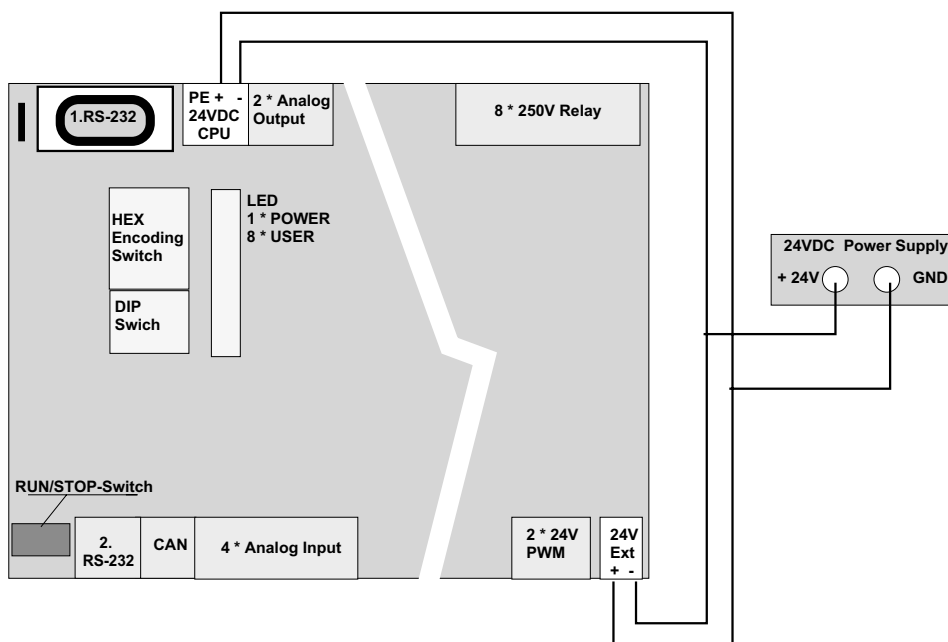 1.RS-232
PE + -
24VDC
CPU
2 * Analog
Output
8 * 250V Relay
HEX
Encoding
Switch
LED
1 * POWER
8 * USER
DIP
Swich
24VDC Power Supply
+ 24V
GND
RUN/STOP-Switch
2.
RS-232
CAN
4 * Analog Input
2 * 24V
PWM
24V
Ext
+ -